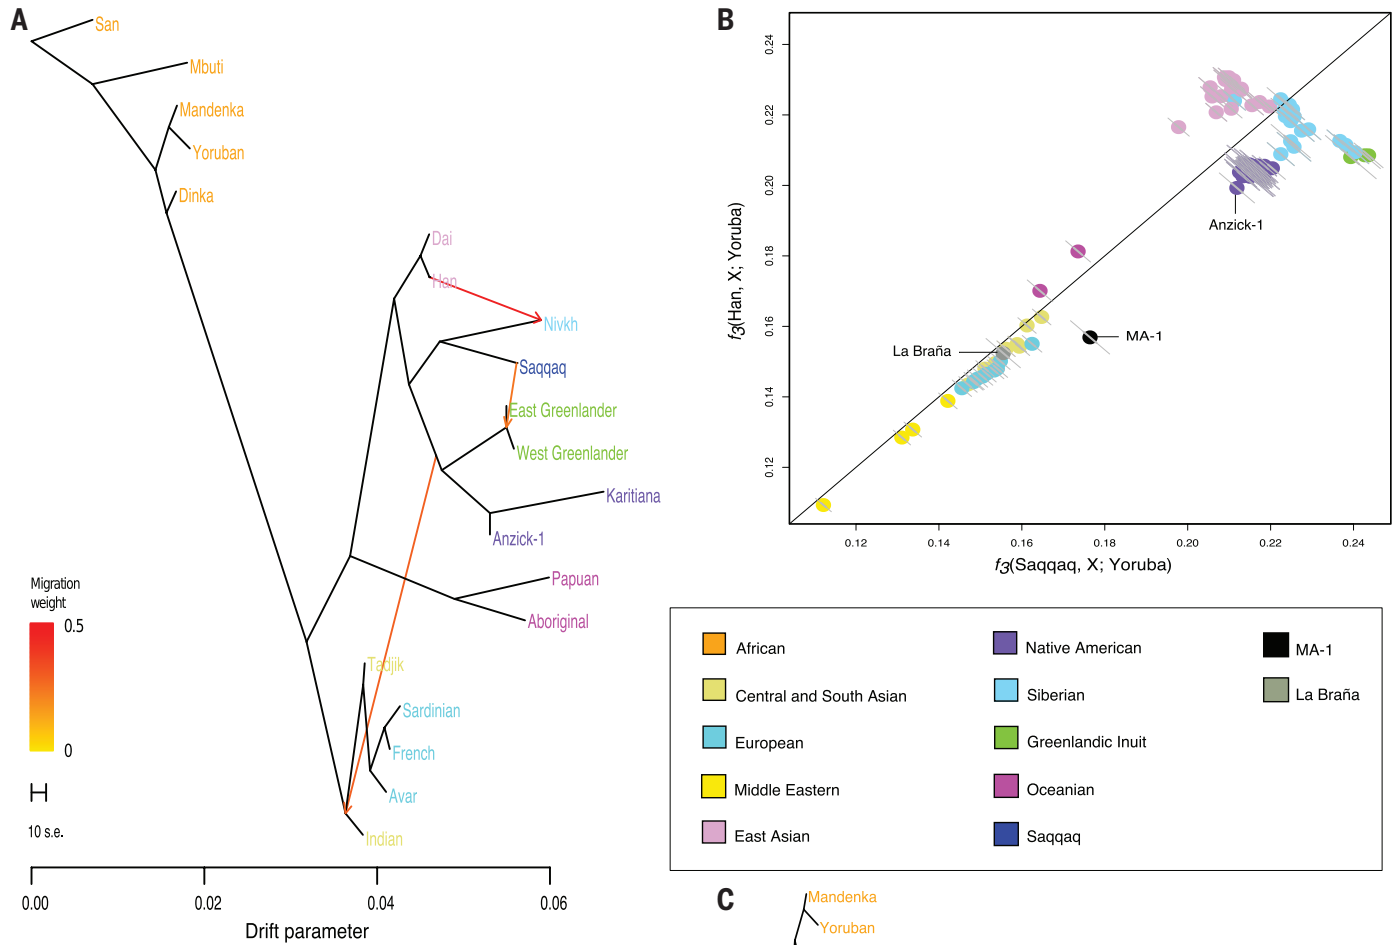 A
San
Mbuti
Mandenka
Yoruban
Dinka
Dai
Han
Nivkh
Saqqaq
East Greenlander
West Greenlander
Karitiana
Anzick-1
Papuan
Aboriginal
Tadjik
Sardinian
French
Avar
Indian
Migration
weight
0.5
0
10 s.e.
0.00 0.02 0.04 0.06
Drift parameter
B
f3(Han, X; Yoruba)
0.24
0.22
0.20
0.18
0.16
0.14
0.12
Anzick-1
MA-1
La Braña
0.12 0.14 0.16 0.18 0.20 0.22 0.24
f3(Saqqaq, X; Yoruba)
African
Central and South Asian
European
Middle Eastern
East Asian
Native American
Siberian
Greenlandic Inuit
Oceanian
Saqqaq
MA-1
La Braña
C
Mandenka
Yoruban